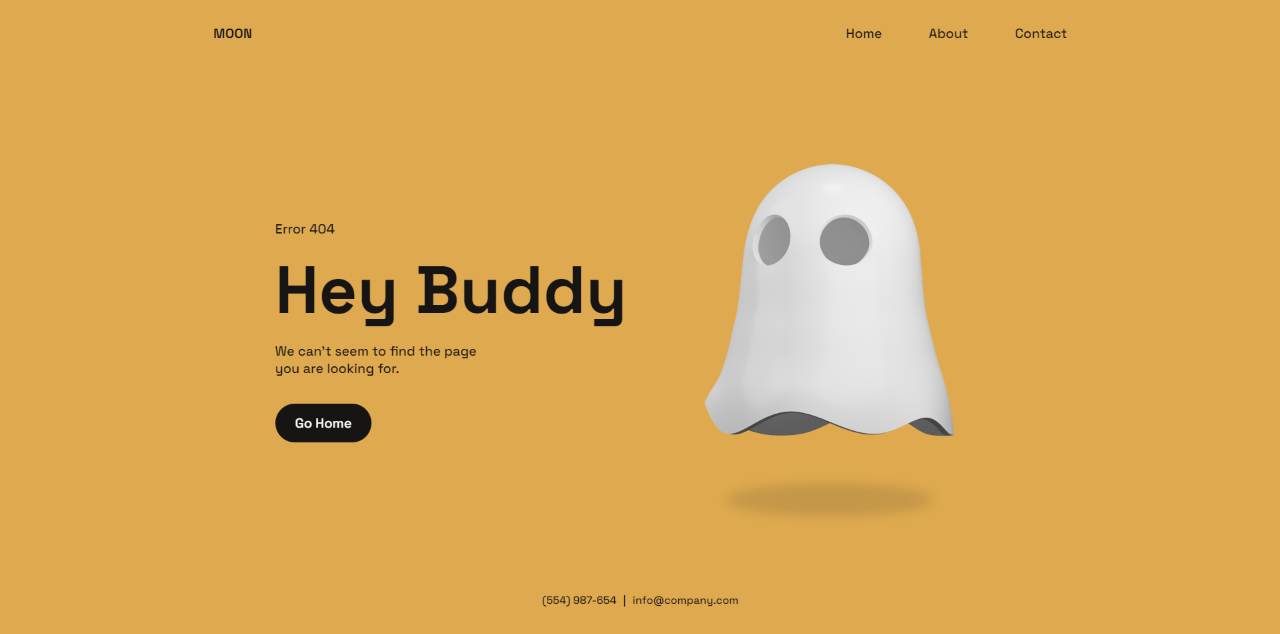 MOON
Home
About
Contact
Error 404
Hey Buddy
We can't seem to find the page
you are looking for.
Go Home
(554) 987-654 | info@company.com